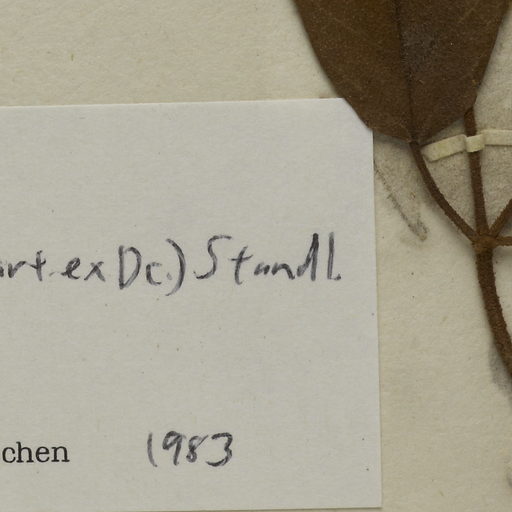 art. ex Dc.) Standl.
chen 1983